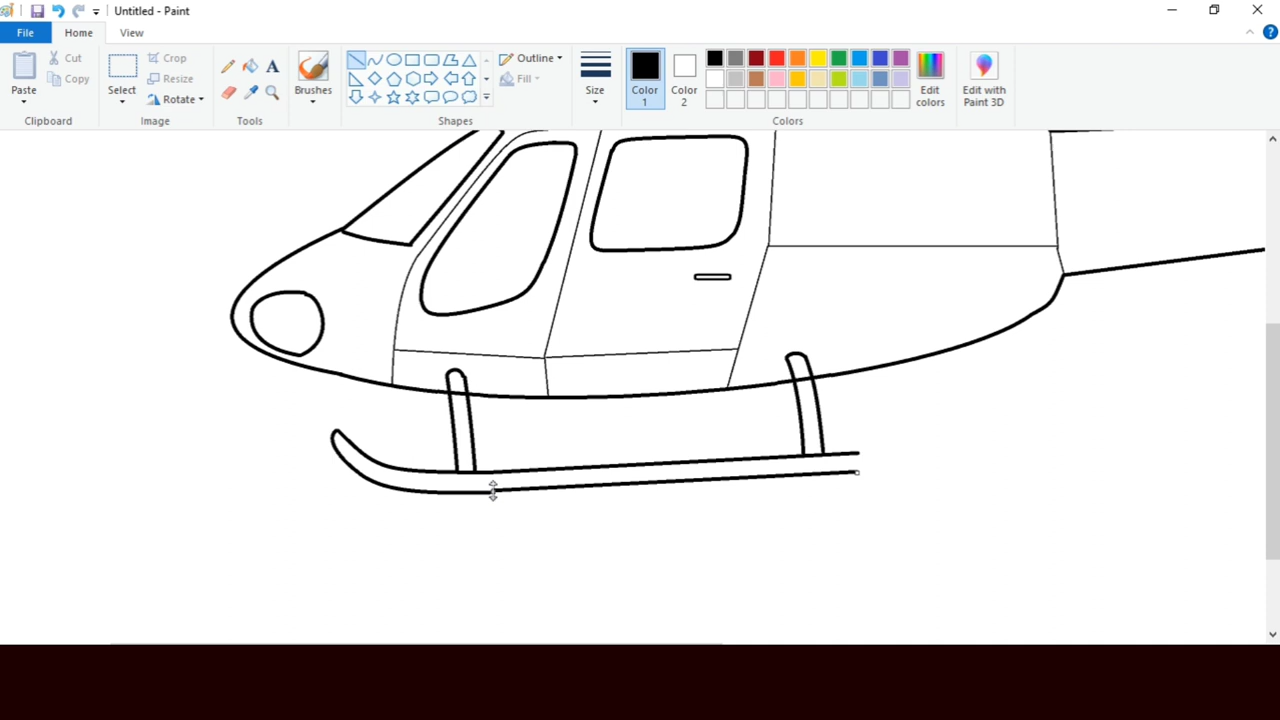 Untitled - Paint
File Home View
Paste
Cut
Copy
Clipboard
Select
Crop
Resize
Rotate
Image
A
Tools
Brushes
Shapes
Outline
Fill
Size
Color 1
Color 2
Edit colors
Colors
Edit with Paint 3D